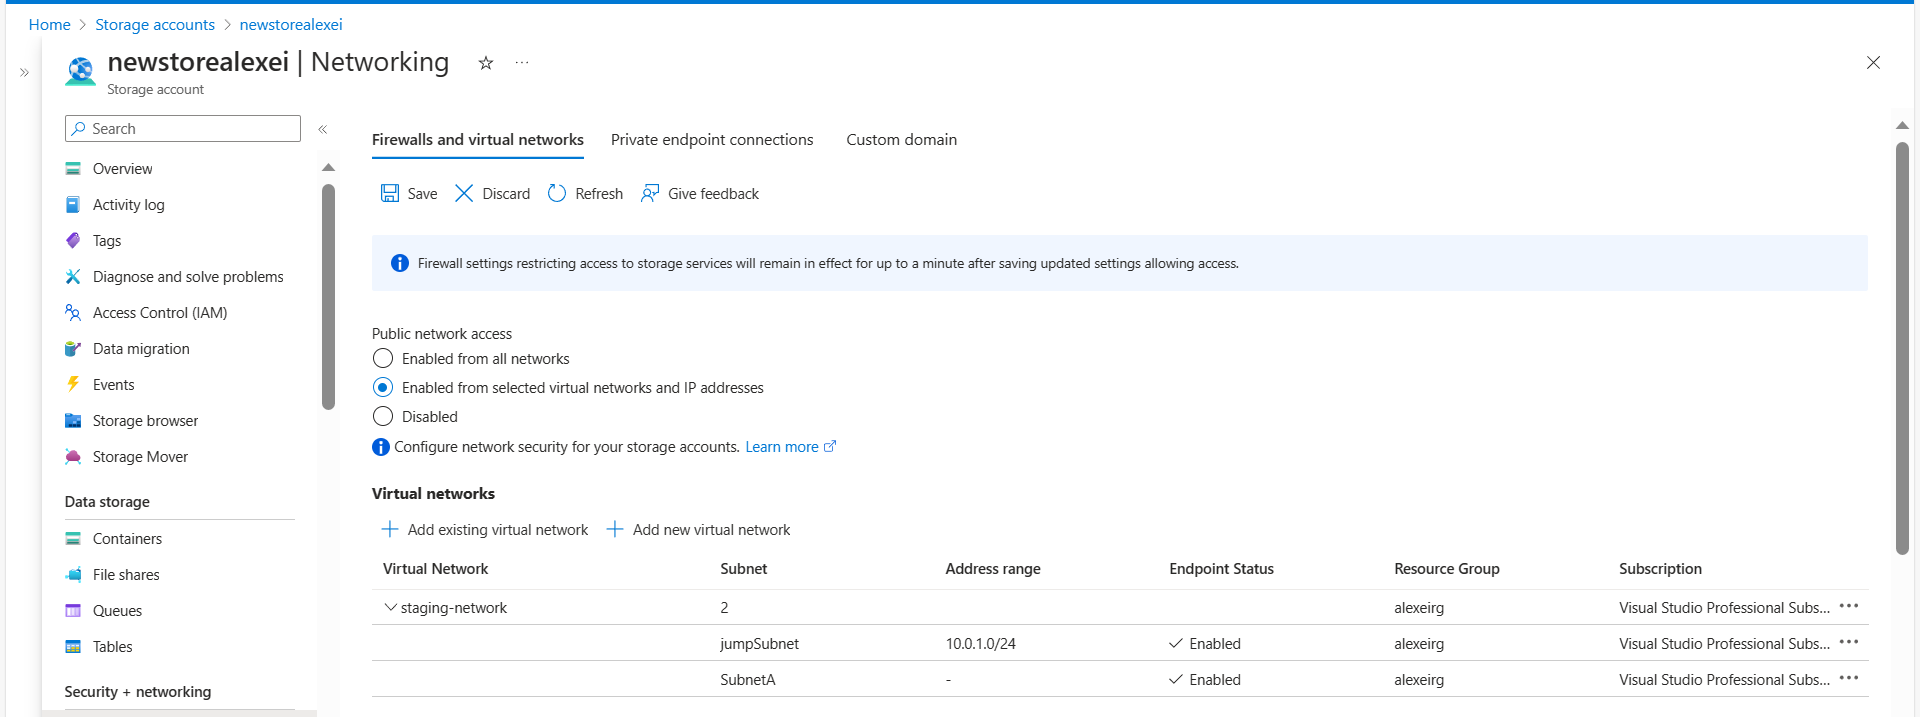 Home > Storage accounts > newstorealexei
newstorealexei | Networking
Storage account
Search
Overview
Activity log
Tags
Diagnose and solve problems
Access Control (IAM)
Data migration
Events
Storage browser
Storage Mover
Data storage
Containers
File shares
Queues
Tables
Security + networking
Firewalls and virtual networks Private endpoint connections Custom domain
Save Discard Refresh Give feedback
Firewall settings restricting access to storage services will remain in effect for up to a minute after saving updated settings allowing access.
Public network access
Enabled from all networks
Enabled from selected virtual networks and IP addresses
Disabled
Configure network security for your storage accounts. Learn more
Virtual networks
Add existing virtual network Add new virtual network
Virtual Network Subnet Address range Endpoint Status Resource Group Subscription
staging-network 2 alexeirg Visual Studio Professional Subs...
jumpSubnet 10.0.1.0/24 Enabled alexeirg Visual Studio Professional Subs...
SubnetA - Enabled alexeirg Visual Studio Professional Subs...